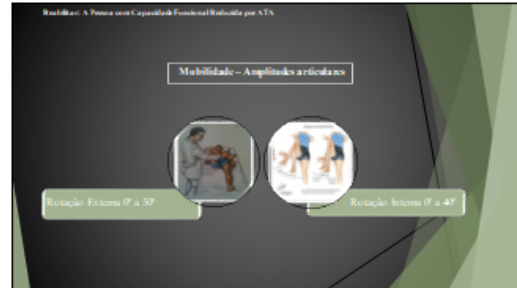 Reabilitar: A Pessoa com Capacidade Funcional Reduzida por ATA
Mobilidade – Amplitudes articulares
Rotação Externa 0º a 50º
Rotação Interna 0º a 40º